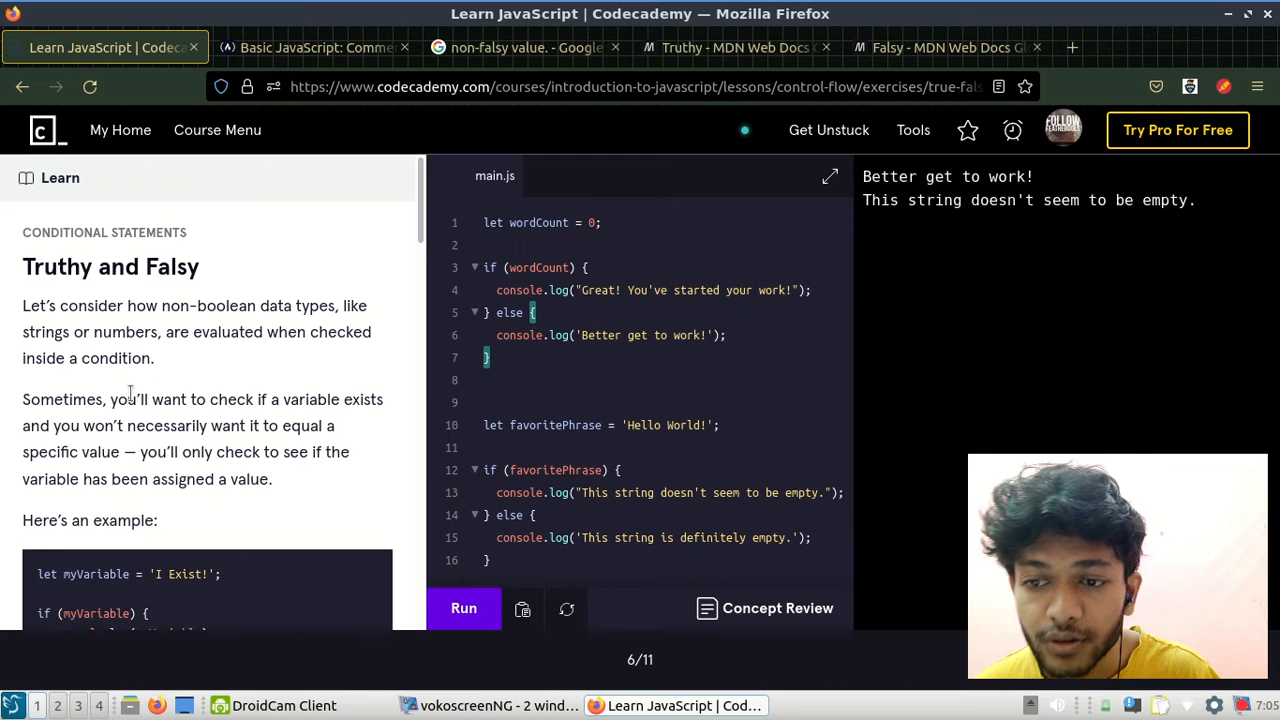 Learn JavaScript | Codecademy — Mozilla Firefox
Learn JavaScript | Codec
Basic JavaScript: Comme
non-falsy value. - Google
Truthy - MDN Web Docs
Falsy - MDN Web Docs Gl
https://www.codecademy.com/courses/introduction-to-javascript/lessons/control-flow/exercises/true-fals
My Home
Course Menu
Get Unstuck
Tools
FOLLOW
Try Pro For Free
Learn
main.js
CONDITIONAL STATEMENTS
Truthy and Falsy
Let’s consider how non-boolean data types, like
strings or numbers, are evaluated when checked
inside a condition.
Sometimes, you’ll want to check if a variable exists
and you won’t necessarily want it to equal a
specific value — you’ll only check to see if the
variable has been assigned a value.
Here’s an example:
let myVariable = 'I Exist!';
if (myVariable) {
1 let wordCount = 0;
2
3 if (wordCount) {
4 console.log("Great! You've started your work!");
5 } else {
6 console.log('Better get to work!');
7 }
8
9
10 let favoritePhrase = 'Hello World!';
11
12 if (favoritePhrase) {
13 console.log("This string doesn't seem to be empty.");
14 } else {
15 console.log('This string is definitely empty.');
16 }
Better get to work!
This string doesn't seem to be empty.
Run
Concept Review
6/11
1 2 3 4
DroidCam Client
vokoscreenNG - 2 wind...
Learn JavaScript | Cod...
7:05